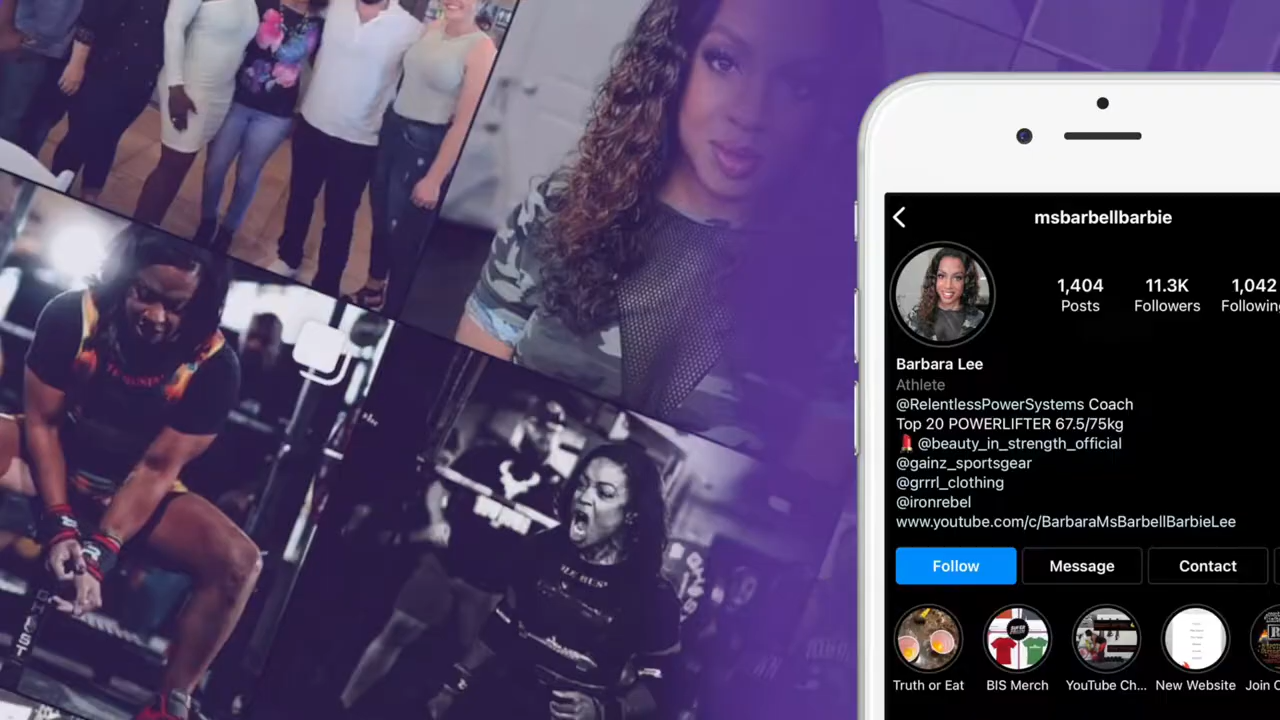 msbarbellbarbie
1,404
11.3K
1,042
Posts
Followers
Following
Barbara Lee
Athlete
@RelentlessPowerSystems Coach
Top 20 POWERLIFTER 67.5/75kg
💄 @beauty_in_strength_official
@gainz_sportsgear
@grrrl_clothing
@ironrebel
www.youtube.com/c/BarbaraMsBarbellBarbieLee
Follow
Message
Contact
Truth or Eat
BIS Merch
YouTube Ch...
New Website
Join